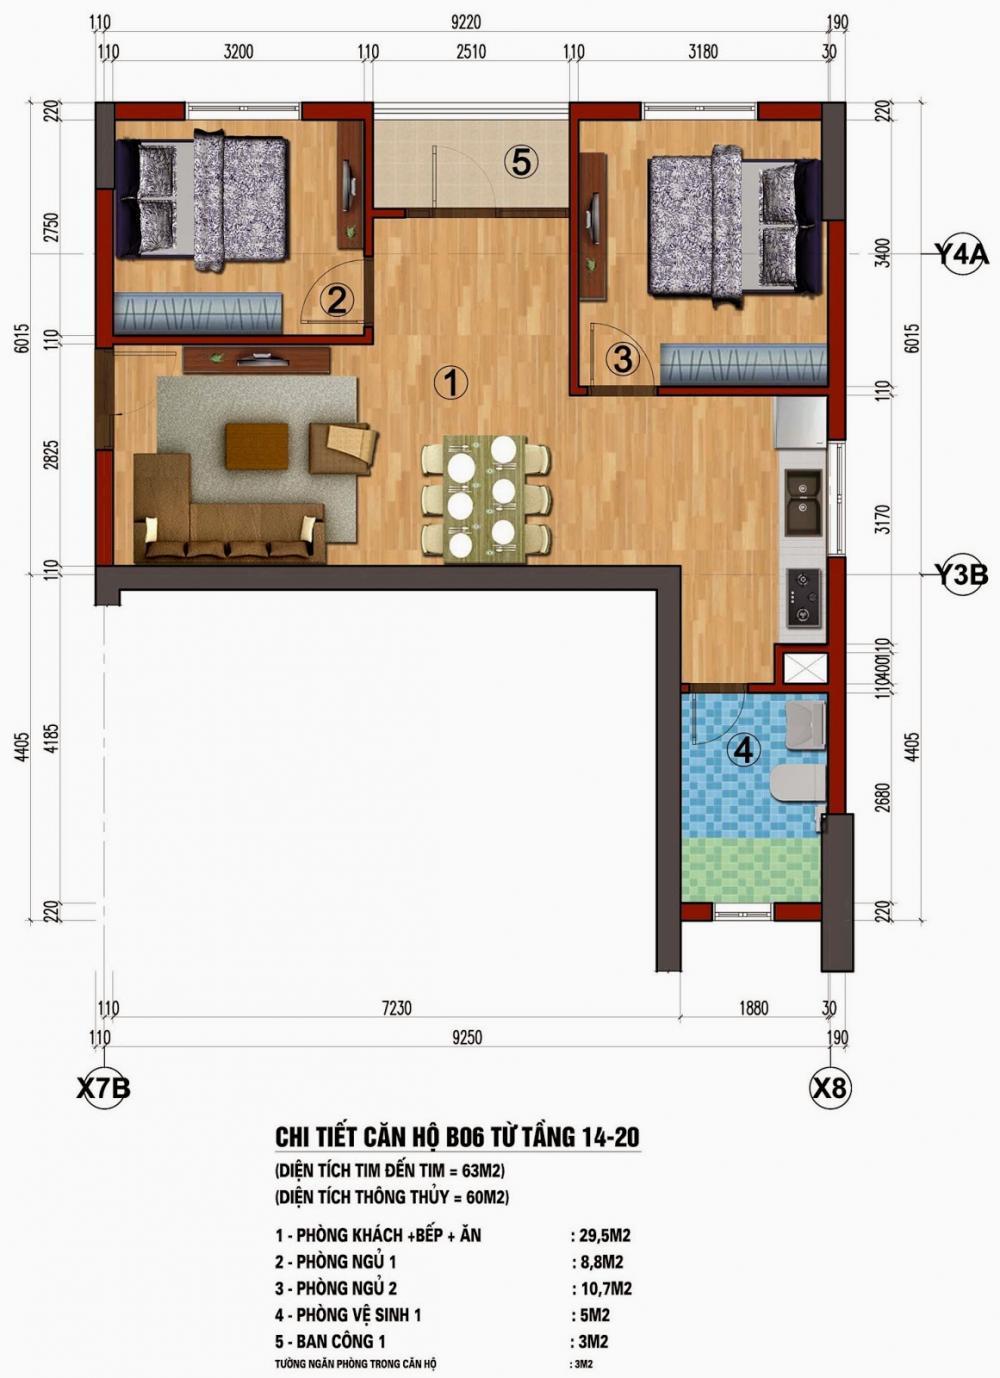 110 9220 190
110 3200 110 2510 110 3180 30
220 220
2750 3400 Y4A
6015 110 6015
110
2825 3170
110 Y3B
110
400
110
4405 4185 4405
2680
220 220
1
2
3
4
5
110 7230 1880 30
110 9250 190
X7B X8
CHI TIẾT CĂN HỘ B06 TỪ TẦNG 14-20
(DIỆN TÍCH TIM ĐẾN TIM = 63M2)
(DIỆN TÍCH THÔNG THỦY = 60M2)
1 - PHÒNG KHÁCH +BẾP + ĂN : 29,5M2
2 - PHÒNG NGỦ 1 : 8,8M2
3 - PHÒNG NGỦ 2 : 10,7M2
4 - PHÒNG VỆ SINH 1 : 5M2
5 - BAN CÔNG 1 : 3M2
TƯỜNG NGĂN PHÒNG TRONG CĂN HỘ : 3M2